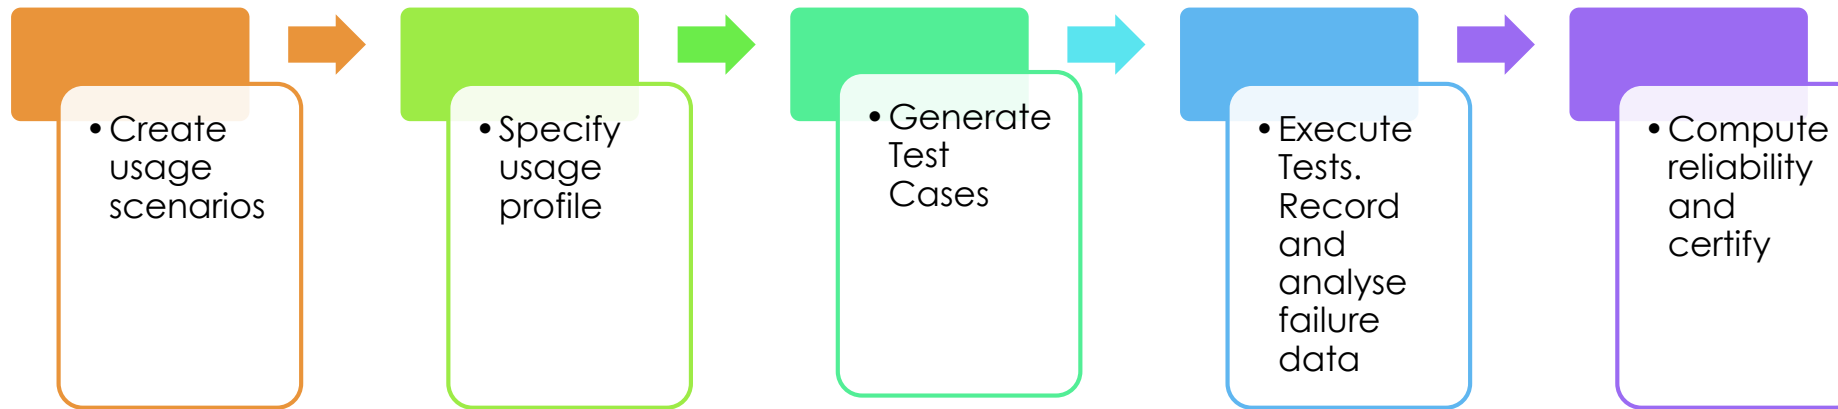 • Create
usage
scenarios
• Specify
usage
profile
• Generate
Test
Cases
• Execute
Tests.
Record
and
analyse
failure
data
• Compute
reliability
and
certify